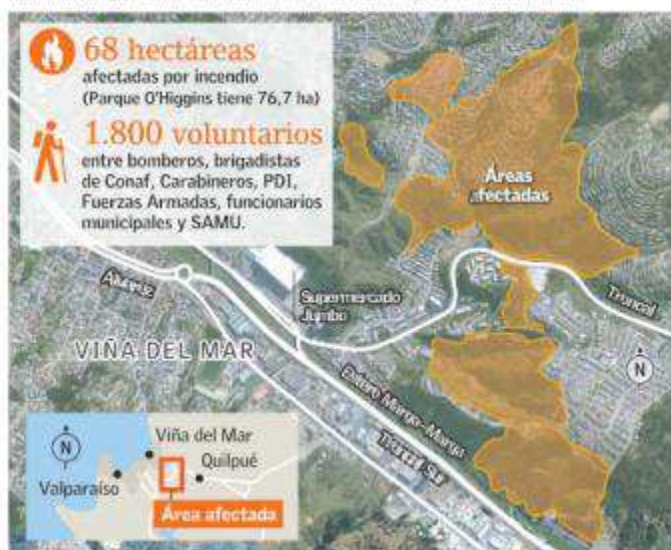 68 hectáreas
afectadas por incendio
(Parque O'Higgins tiene 76,7 ha)
1.800 voluntarios
entre bomberos, brigadistas
de Conaf, Carabineros, PDI,
Fuerzas Armadas, funcionarios
municipales y SAMU.
Áreas
afectadas
Álvarez
Supermercado
Jumbo
Troncal
VIÑA DEL MAR
Estero Marga-Marga
Troncal Sur
N
N
Viña del Mar
Quilpué
Valparaíso
Área afectada